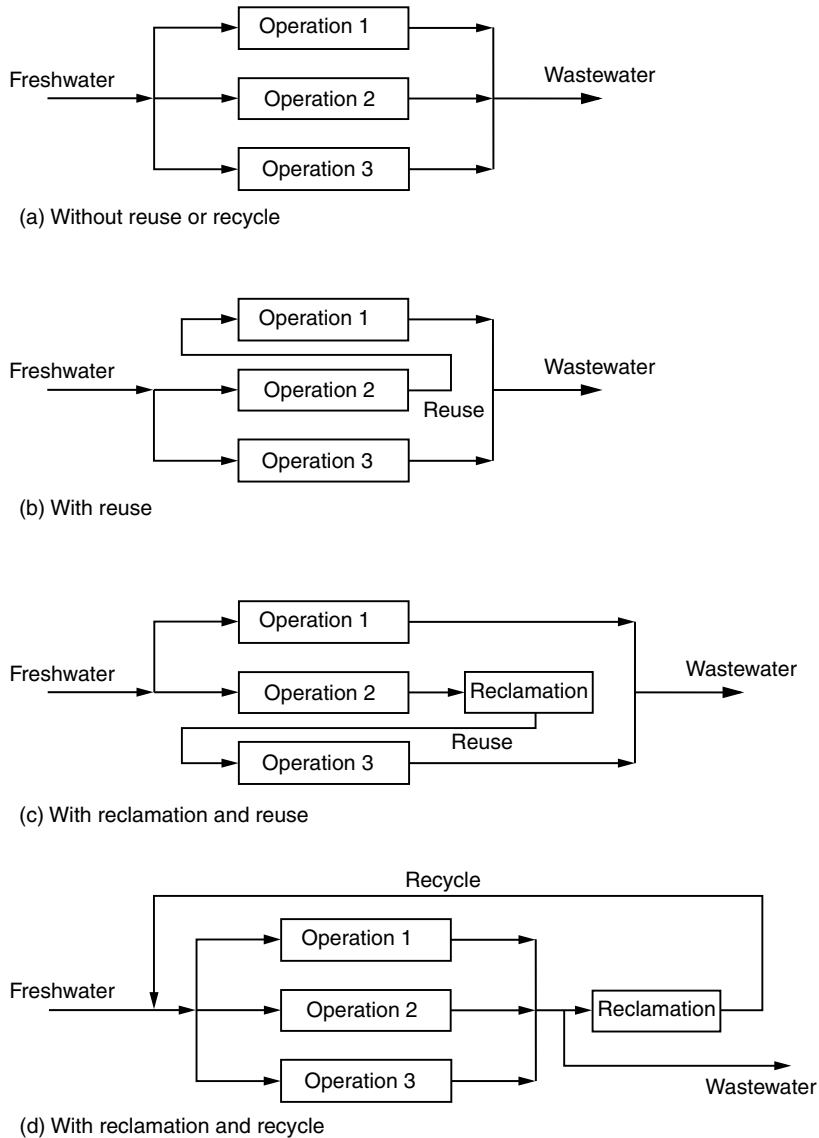 Operation 1
Freshwater
Wastewater
Operation 2
Operation 3
(a) Without reuse or recycle
Operation 1
Freshwater
Wastewater
Operation 2
Reuse
Operation 3
(b) With reuse
Operation 1
Freshwater
Wastewater
Operation 2
Reclamation
Reuse
Operation 3
(c) With reclamation and reuse
Recycle
Operation 1
Freshwater
Operation 2
Reclamation
Operation 3
Wastewater
(d) With reclamation and recycle